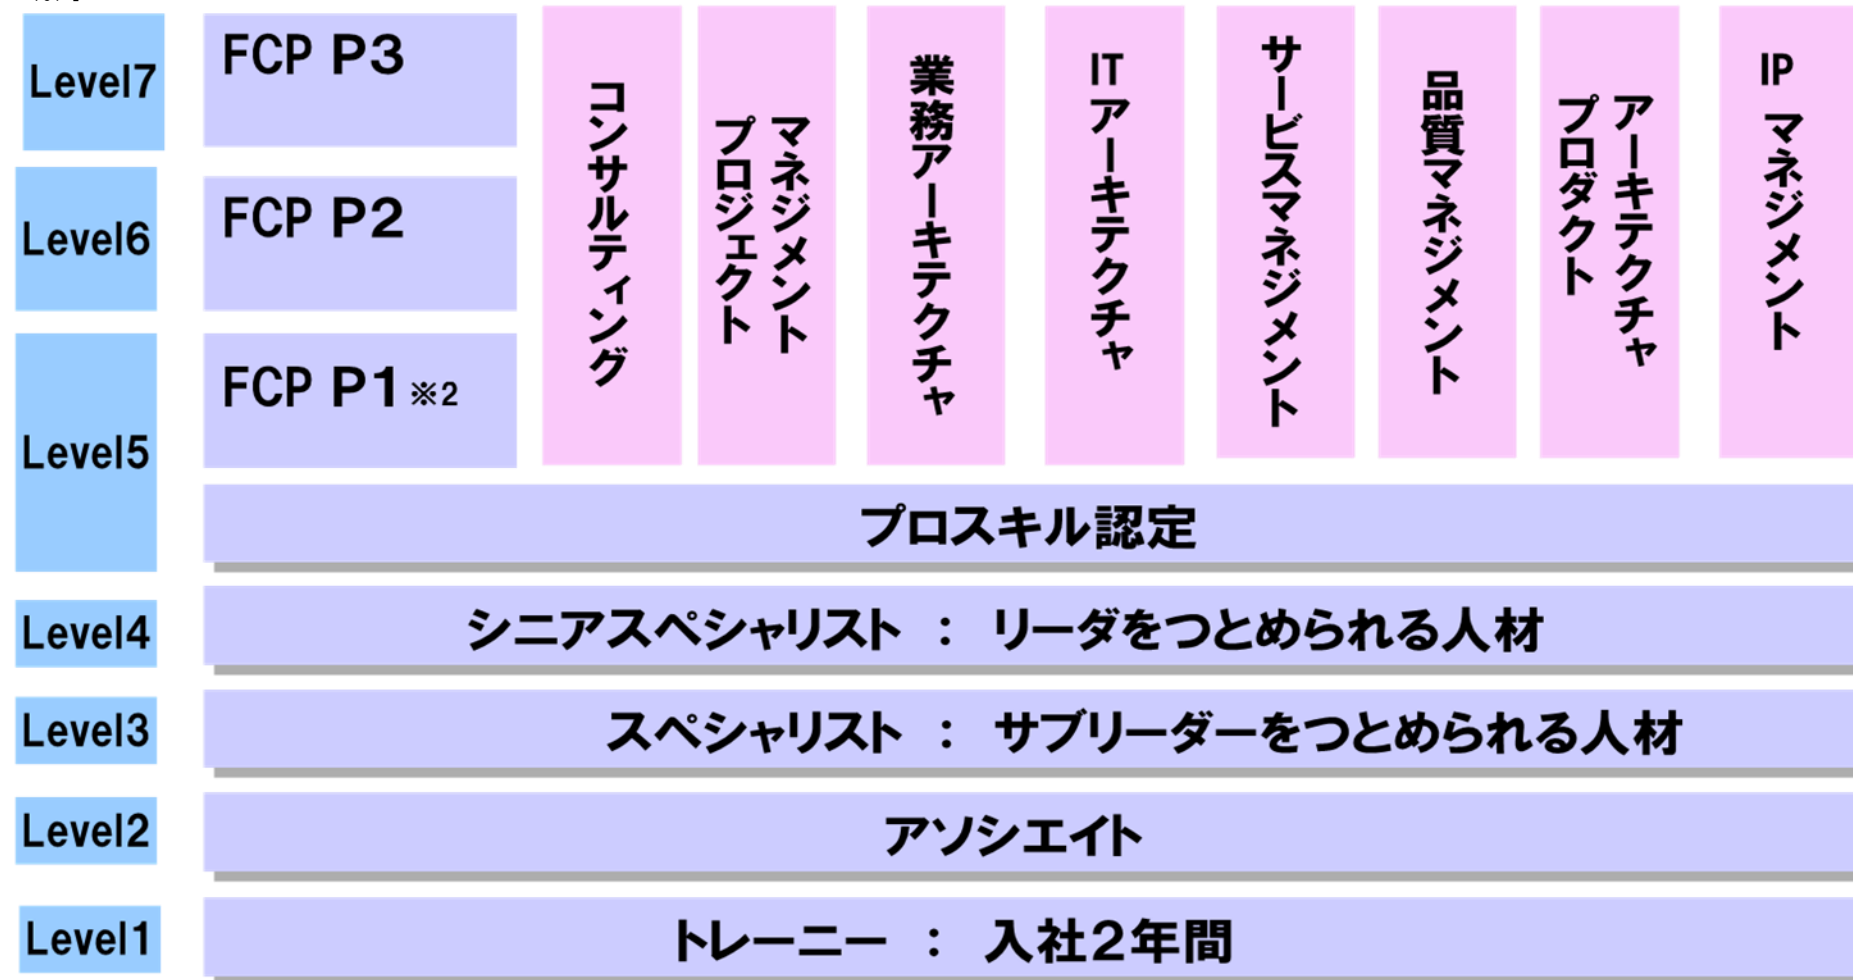 Level7
FCP P3
コンサルティング
プロジェクト
マネジメント
業務アーキテクチャ
IT アーキテクチャ
サービスマネジメント
品質マネジメント
プロダクト
アーキテクチャ
IP マネジメント
Level6
FCP P2
Level5
FCP P1※2
プロスキル認定
Level4
シニアスペシャリスト ： リーダをつとめられる人材
Level3
スペシャリスト ： サブリーダーをつとめられる人材
Level2
アソシエイト
Level1
トレーニー ： 入社２年間